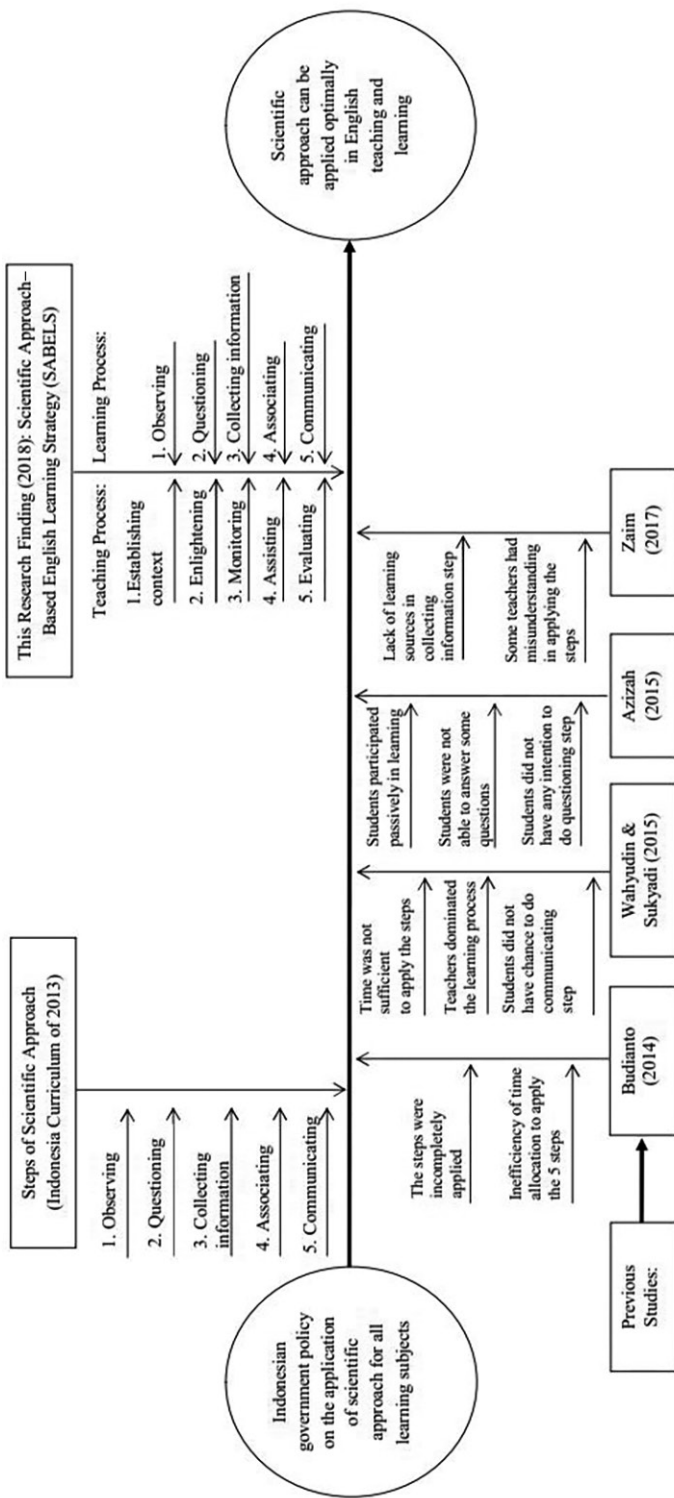 Indonesian
government policy
on the application
of scientific
approach for all
learning subjects
Steps of Scientific Approach
(Indonesia Curriculum of 2013)
1. Observing
2. Questioning
3. Collecting
information
4. Associating
5. Communicating
This Research Finding (2018): Scientific Approach–
Based English Learning Strategy (SABELS)
Teaching Process:
1.Establishing
context
2. Enlightening
3. Monitoring
4. Assisting
5. Evaluating
Learning Process:
1. Observing
2. Questioning
3. Collecting information
4. Associating
5. Communicating
Scientific
approach can be
applied optimally
in English
teaching and
learning
Previous
Studies:
The steps were
incompletely
applied
Inefficiency of time
allocation to apply
the 5 steps
Budianto
(2014)
Time was not
sufficient
to apply the steps
Teachers dominated
the learning process
Students did not
have chance to do
communicating
step
Wahyudin &
Sukyadi (2015)
Students participated
passively in learning
Students were not
able to answer some
questions
Students did not
have any intention to
do questioning step
Azizah
(2015)
Lack of learning
sources in
collecting
information step
Some teachers had
misunderstanding
in applying the
steps
Zaim
(2017)